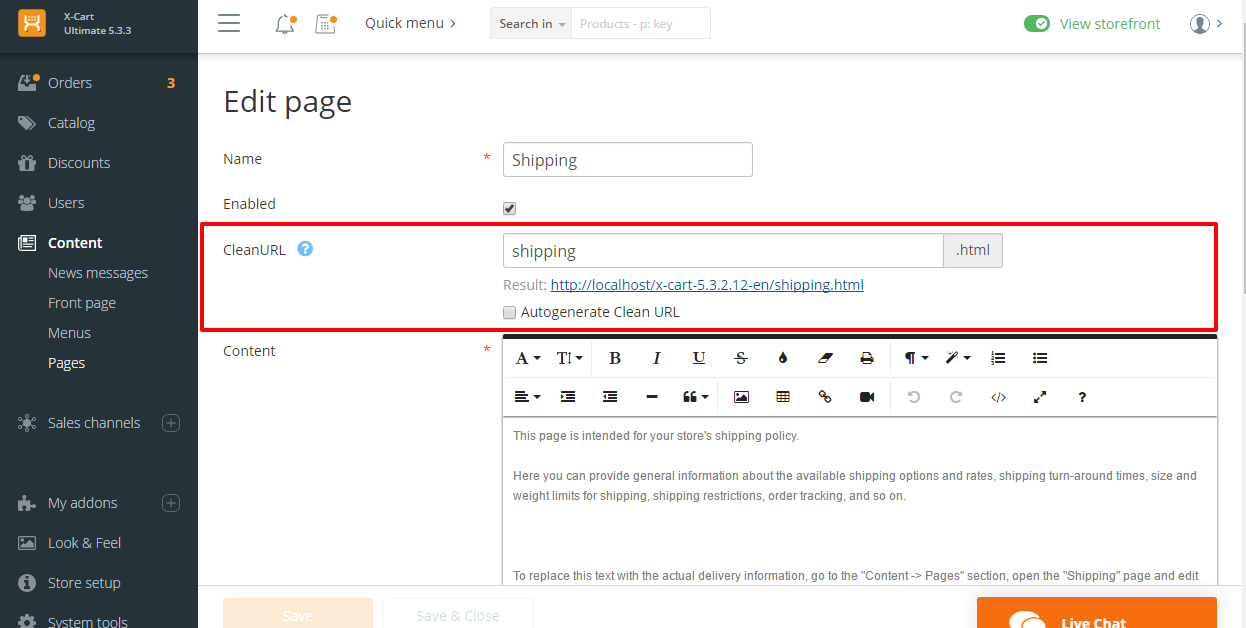 X-Cart
Ultimate 5.3.3
Quick menu
Search in
Products - p: key
View storefront
Orders 3
Catalog
Discounts
Users
Content
News messages
Front page
Menus
Pages
Sales channels
My addons
Look & Feel
Store setup
System tools
Edit page
Name * Shipping
Enabled
CleanURL ? shipping .html
Result: http://localhost/x-cart-5.3.2.12-en/shipping.html
Autogenerate Clean URL
Content *
A T B I U S ¶
</> ?
This page is intended for your store's shipping policy.
Here you can provide general information about the available shipping options and rates, shipping turn-around times, size and
weight limits for shipping, shipping restrictions, order tracking, and so on.
To replace this text with the actual delivery information, go to the "Content -> Pages" section, open the "Shipping" page and edit
Save
Save & Close
Live Chat